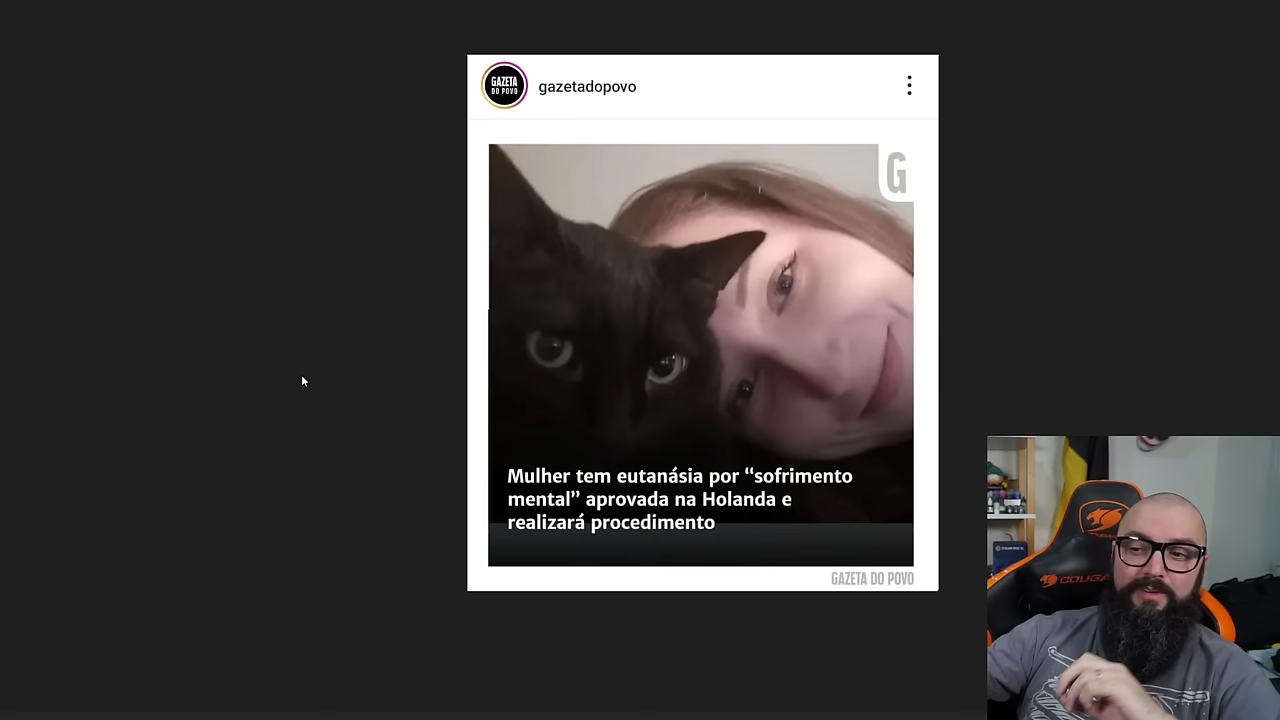 GAZETA
DO POVO
gazetadopovo
G
Mulher tem eutanásia por “sofrimento
mental” aprovada na Holanda e
realizará procedimento
GAZETA DO POVO
COUGAR